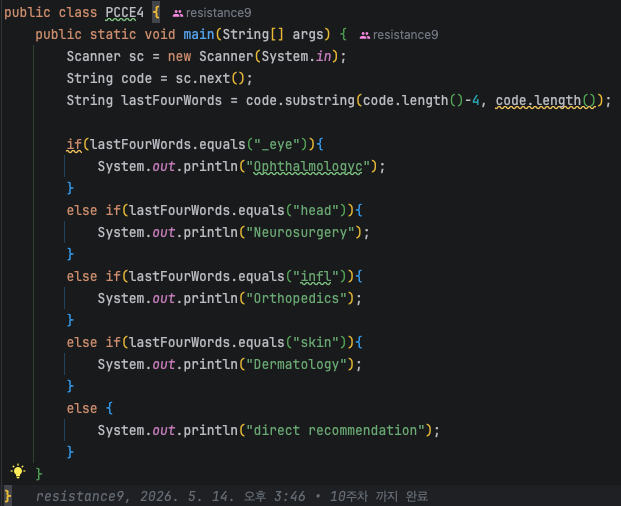 public class PCCE4 { resistance9
public static void main(String[] args) { resistance9
Scanner sc = new Scanner(System.in);
String code = sc.next();
String lastFourWords = code.substring(code.length()-4, code.length());
if(lastFourWords.equals("_eye")){
System.out.println("Ophthalmologyc");
}
else if(lastFourWords.equals("head")){
System.out.println("Neurosurgery");
}
else if(lastFourWords.equals("infl")){
System.out.println("Orthopedics");
}
else if(lastFourWords.equals("skin")){
System.out.println("Dermatology");
}
else {
System.out.println("direct recommendation");
}
}
} resistance9, 2026. 5. 14. 오후 3:46 • 10주차 까지 완료